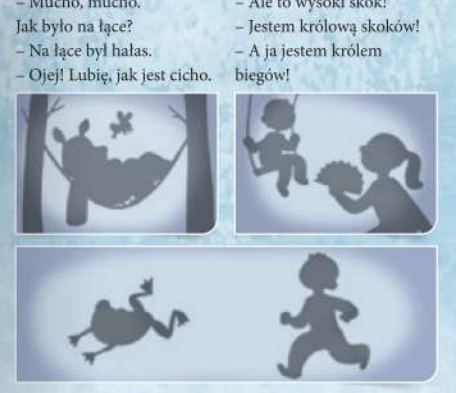 – Mucho, mucho.
Jak było na łące?
– Na łące był hałas.
– Ojej! Lubię, jak jest cicho.
– Ale to wysoki skok!
– Jestem królową skoków!
– A ja jestem królem
biegów!